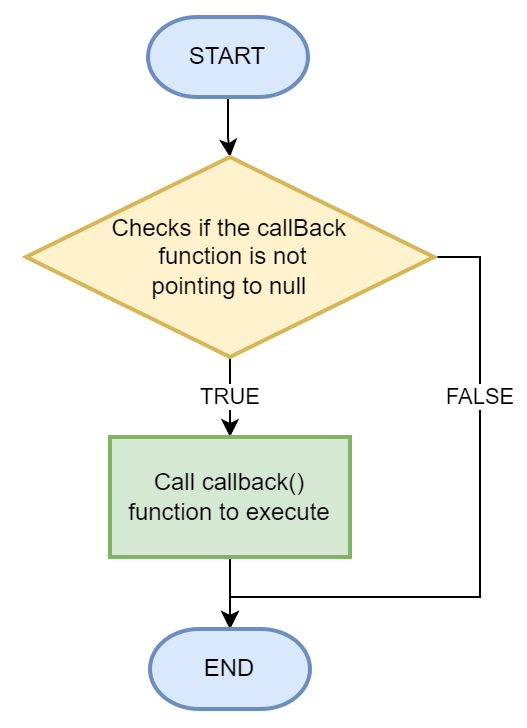 START
Checks if the callBack
function is not
pointing to null
TRUE
FALSE
Call callback()
function to execute
END